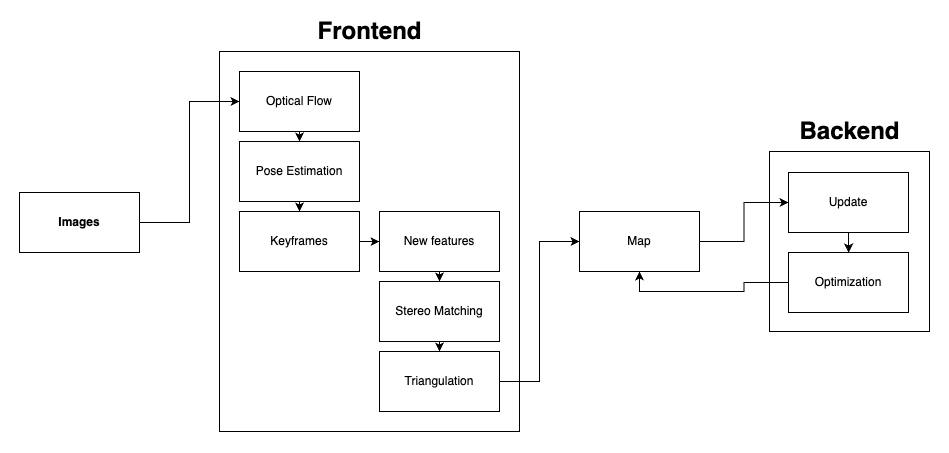 Frontend
Optical Flow
Pose Estimation
Keyframes
New features
Stereo Matching
Triangulation
Images
Map
Backend
Update
Optimization